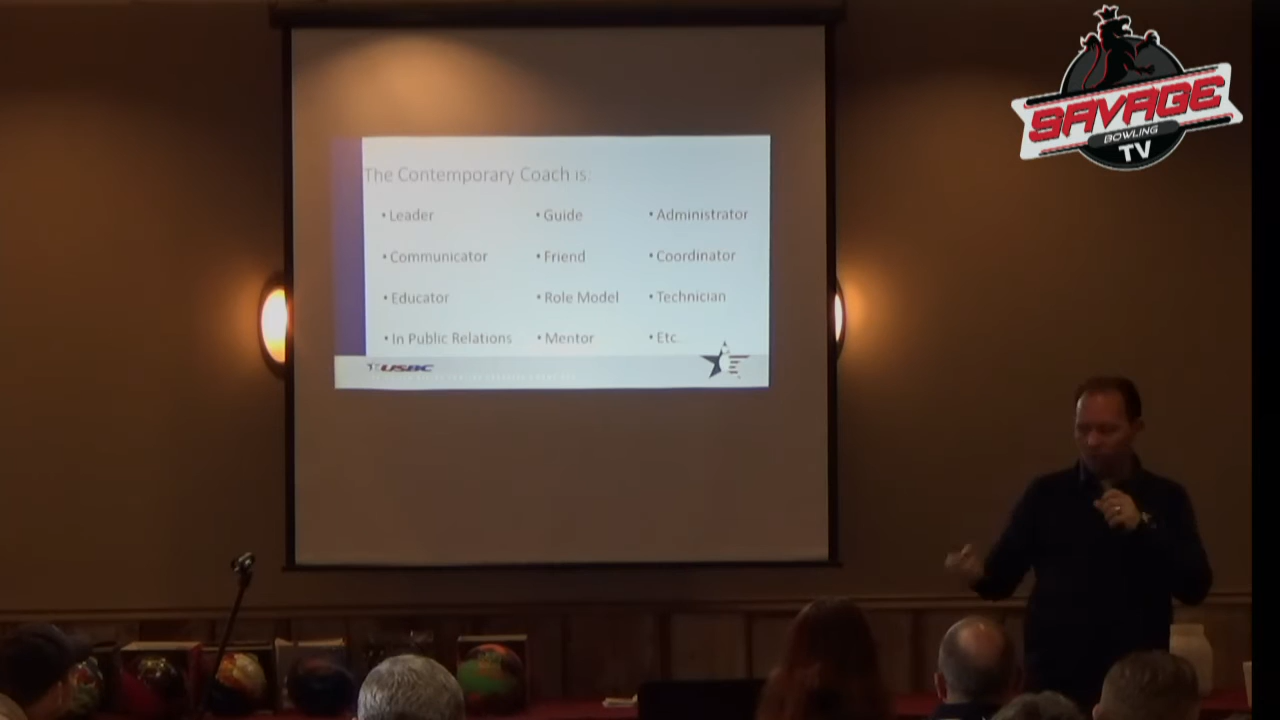 SAVAGE
BOWLING
TV
The Contemporary Coach is:
• Leader
• Guide
• Administrator
• Communicator
• Friend
• Coordinator
• Educator
• Role Model
• Technician
• In Public Relations
• Mentor
• Etc.
USBC